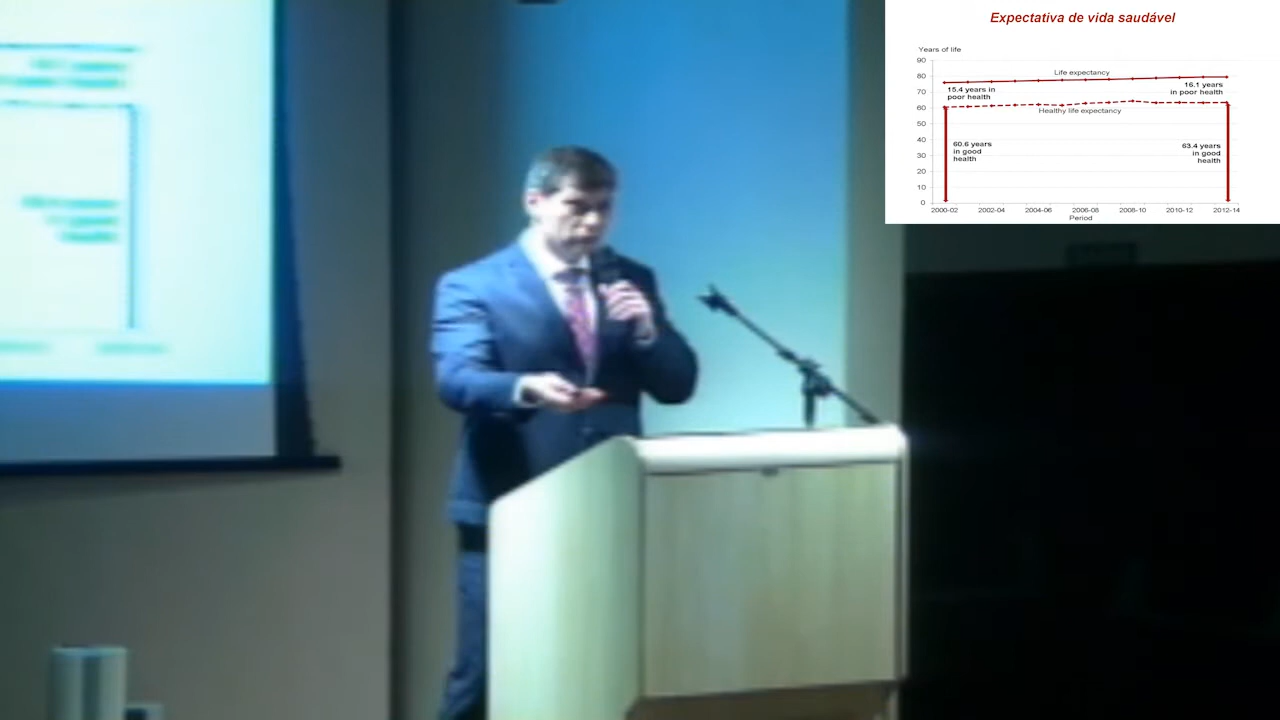 Expectativa de vida saudável
Years of life
90
80
70
60
50
40
30
20
10
0
Life expectancy
15.4 years in
poor health
16.1 years
in poor health
Healthy life expectancy
60.6 years
in good
health
63.4 years
in good
health
2000-02 2002-04 2004-06 2006-08 2008-10 2010-12 2012-14
Period